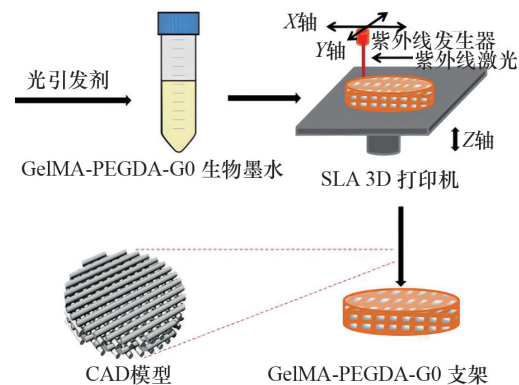 X轴
Y轴
紫外线发生器
紫外线激光
光引发剂
Z轴
GelMA-PEGDA-G0 生物墨水
SLA 3D 打印机
CAD模型
GelMA-PEGDA-G0 支架